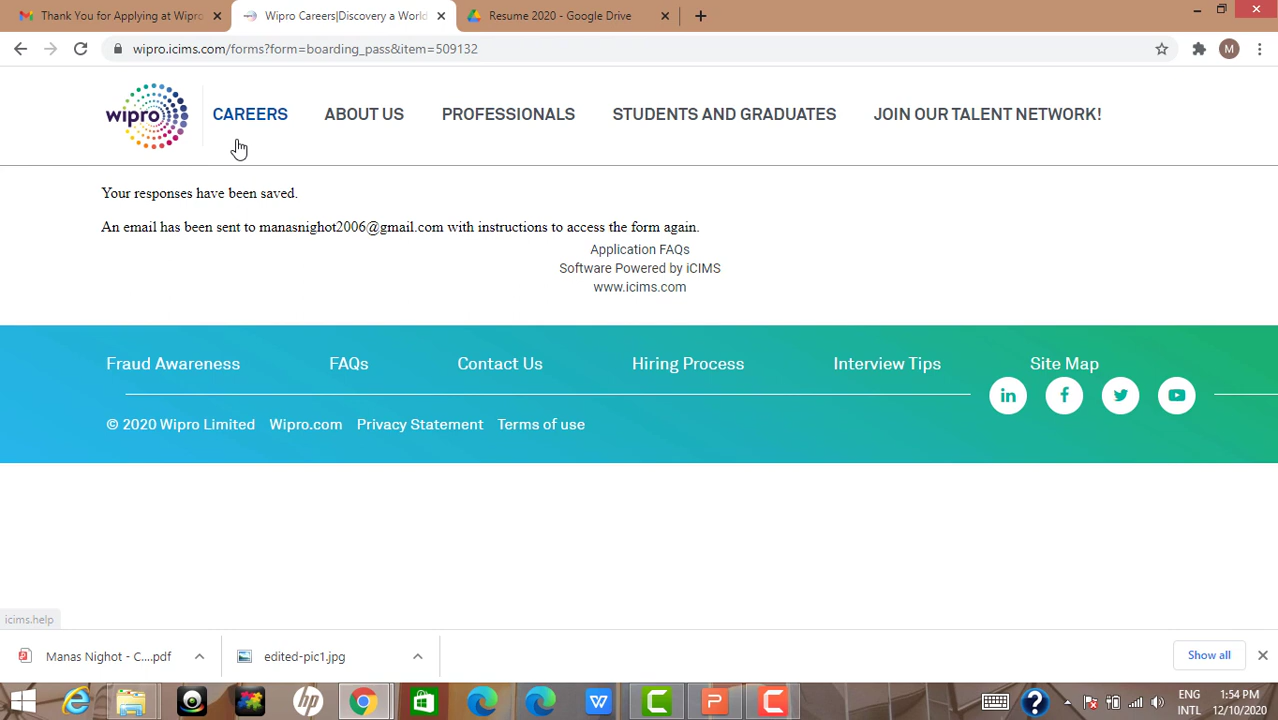 Thank You for Applying at Wipro
Wipro Careers|Discovery a World
Resume 2020 - Google Drive
wipro.icims.com/forms?form=boarding_pass&item=509132
M
wipro
CAREERS
ABOUT US
PROFESSIONALS
STUDENTS AND GRADUATES
JOIN OUR TALENT NETWORK!
Your responses have been saved.
An email has been sent to manasnighot2006@gmail.com with instructions to access the form again.
Application FAQs
Software Powered by iCIMS
www.icims.com
Fraud Awareness
FAQs
Contact Us
Hiring Process
Interview Tips
Site Map
in
f
© 2020 Wipro Limited
Wipro.com
Privacy Statement
Terms of use
icims.help
Manas Nighot - C....pdf
edited-pic1.jpg
Show all
hp
W
C
P
C
?
ENG
INTL
1:54 PM
12/10/2020